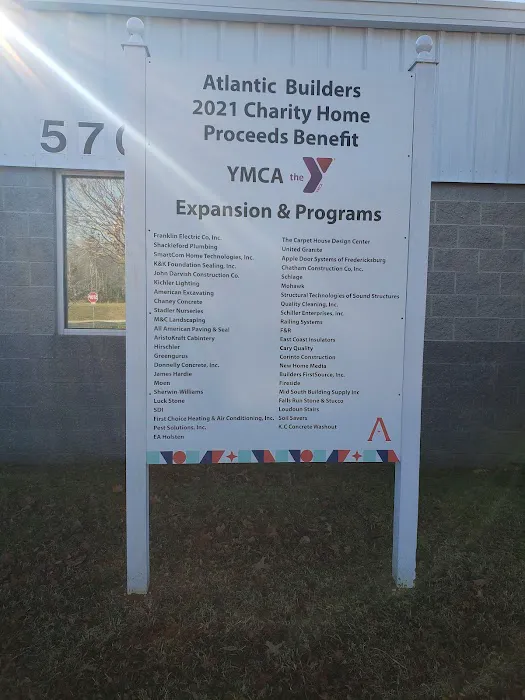 570
Atlantic Builders
2021 Charity Home
Proceeds Benefit
YMCA the Y
Expansion & Programs
Franklin Electric Co, Inc.
Shackleford Plumbing
SmartCom Home Technologies, Inc.
K&K Foundation Sealing, Inc.
John Darvish Construction Co.
Kichler Lighting
American Excavating
Chaney Concrete
Stadler Nurseries
M&C Landscaping
All American Paving & Seal
AristoKraft Cabintery
Hirschler
Greengurus
Donnelly Concrete, Inc.
James Hardie
Moen
Sherwin-Williams
Luck Stone
SDI
First Choice Heating & Air Conditioning, Inc.
Pest Solutions, Inc.
EA Holsten
The Carpet House Design Center
United Granite
Apple Door Systems of Fredericksburg
Chatham Construction Co, Inc.
Schlage
Mohawk
Structural Technologies of Sound Structures
Quality Cleaning, Inc.
Schiller Enterprises, Inc.
Railing Systems
F&R
East Coast Insulators
Cary Quality
Corinto Construction
New Home Media
Builders FirstSource, Inc.
Fireside
Mid South Building Supply Inc
Falls Run Stone & Stucco
Loudoun Stairs
Soil Savers
K.C Concrete Washout